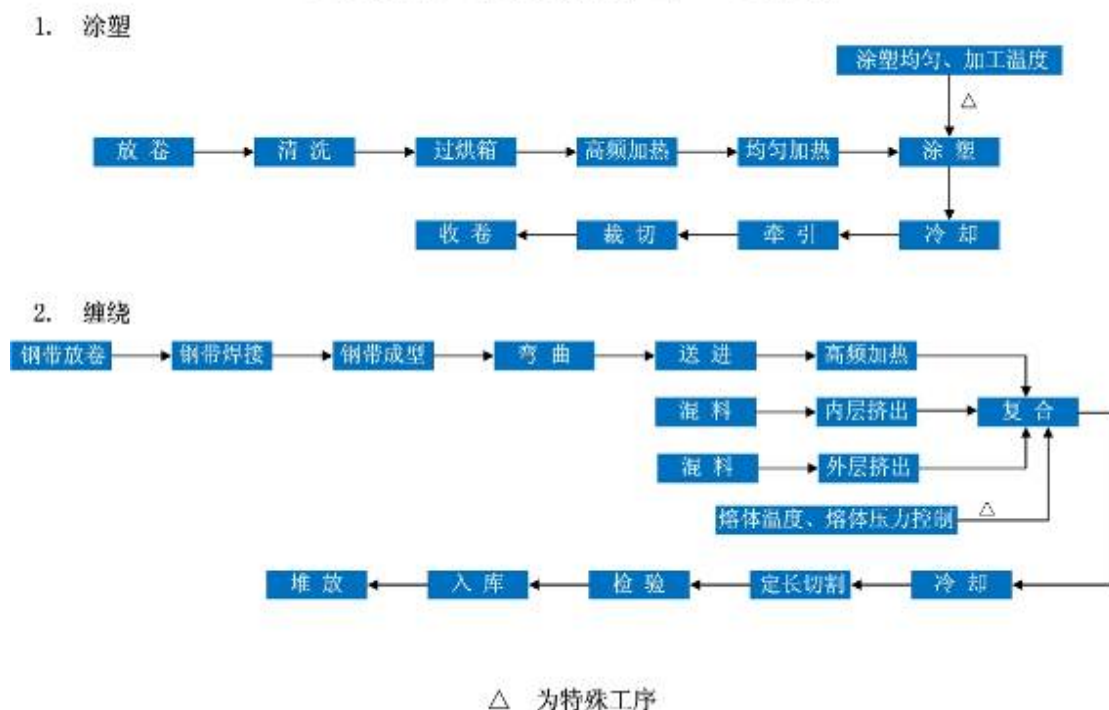 1. 涂塑
涂塑均匀、加工温度
△
放卷
清洗
过烘箱
高频加热
均匀加热
涂塑
收卷
裁切
牵引
冷却
2. 缠绕
钢带放卷
钢带焊接
钢带成型
弯曲
送进
高频加热
混料
内层挤出
复合
混料
外层挤出
熔体温度、熔体压力控制
△
堆放
入库
检验
定长切割
冷却
△ 为特殊工序